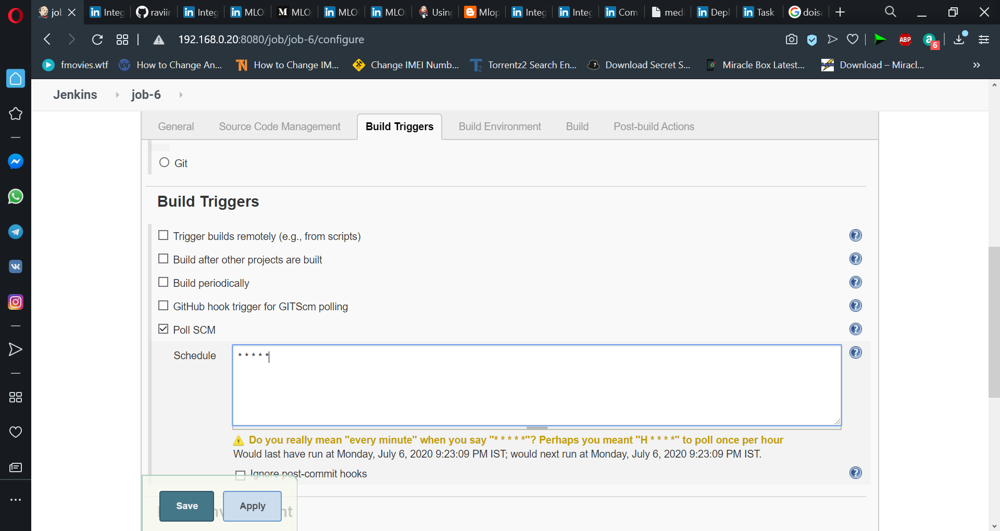 job
Integ
raviin
Integ
MLO
MLO
MLO
MLO
Using
Mlop
Integ
Integ
Com
med
Depl
Task
doisa
192.168.0.20:8080/job/job-6/configure
ABP
a
6
fmovies.wtf
How to Change An...
How to Change IM...
Change IMEI Numb...
Torrentz2 Search En...
Download Secret S...
Miracle Box Latest...
Download – Miracl...
»
Jenkins
job-6
General
Source Code Management
Build Triggers
Build Environment
Build
Post-build Actions
Git
Build Triggers
Trigger builds remotely (e.g., from scripts)
Build after other projects are built
Build periodically
GitHub hook trigger for GITScm polling
Poll SCM
Schedule
* * * * *
Do you really mean "every minute" when you say "* * * * *"? Perhaps you meant "H * * * *" to poll once per hour
Would last have run at Monday, July 6, 2020 9:23:09 PM IST; would next run at Monday, July 6, 2020 9:23:09 PM IST.
Ignore post-commit hooks
Save
Apply